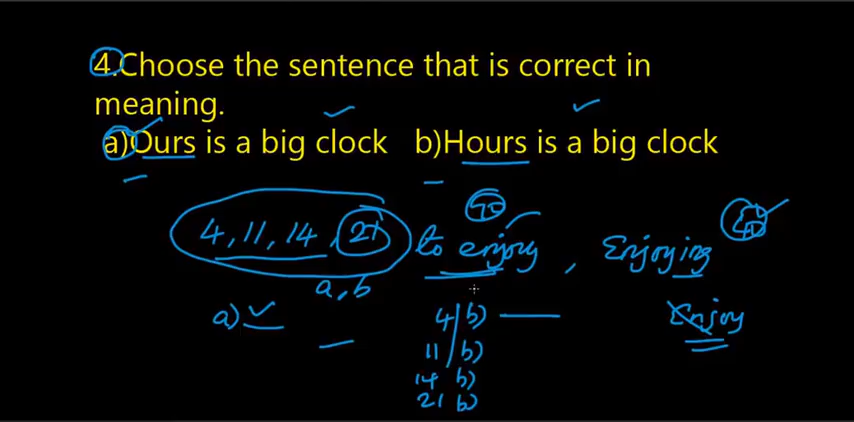 4.Choose the sentence that is correct in
meaning.
a)Ours is a big clock b)Hours is a big clock
4, 11, 14, 21 to enjoy, Enjoying
a, b
a) 4 b) Enjoy
11 b)
14 b)
21 b)